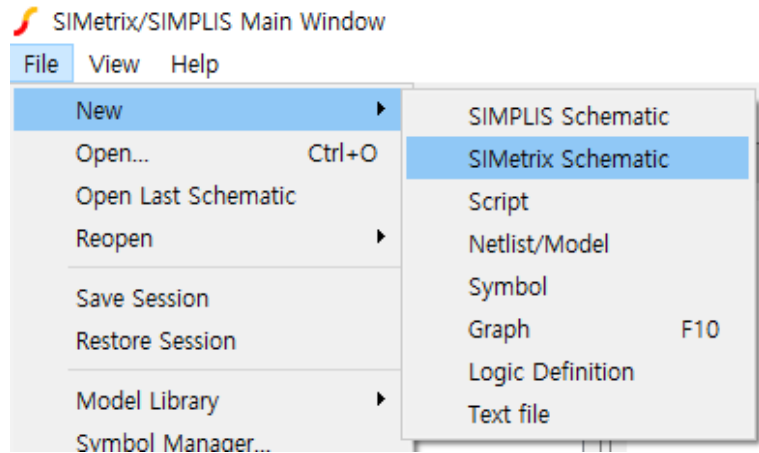 SIMetrix/SIMPLIS Main Window
File View Help
New
Open... Ctrl+O
Open Last Schematic
Reopen
Save Session
Restore Session
Model Library
Symbol Manager...
SIMPLIS Schematic
SIMetrix Schematic
Script
Netlist/Model
Symbol
Graph F10
Logic Definition
Text file